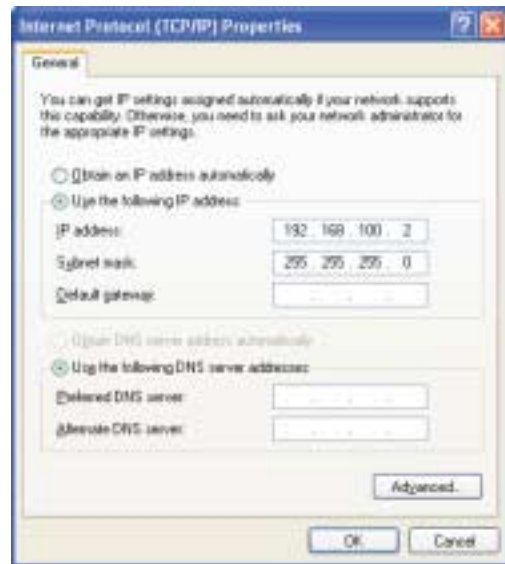 Internet Protocol (TCP/IP) Properties
General
You can get IP settings assigned automatically if your network supports
this capability. Otherwise, you need to ask your network administrator for
the appropriate IP settings.
Obtain an IP address automatically
Use the following IP address:
IP address: 192 . 168 . 100 . 2
Subnet mask: 255 . 255 . 255 . 0
Default gateway: . . .
Obtain DNS server address automatically
Use the following DNS server addresses:
Preferred DNS server: . . .
Alternate DNS server: . . .
Advanced...
OK Cancel